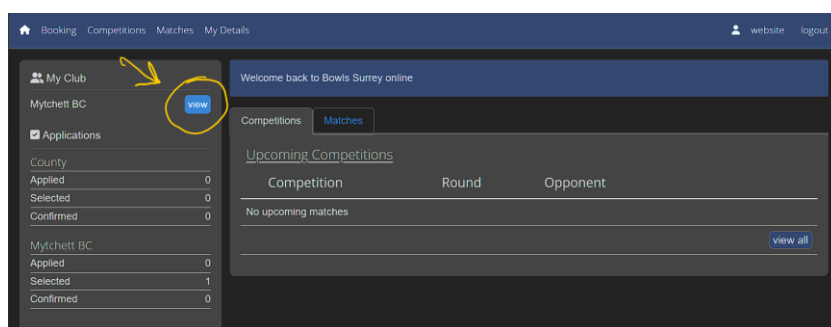 Booking Competitions Matches My Details website logout
My Club
Mytchett BC view
Applications
County
Applied 0
Selected 0
Confirmed 0
Mytchett BC
Applied 0
Selected 1
Confirmed 0
Welcome back to Bowls Surrey online
Competitions Matches
Upcoming Competitions
Competition Round Opponent
No upcoming matches
view all